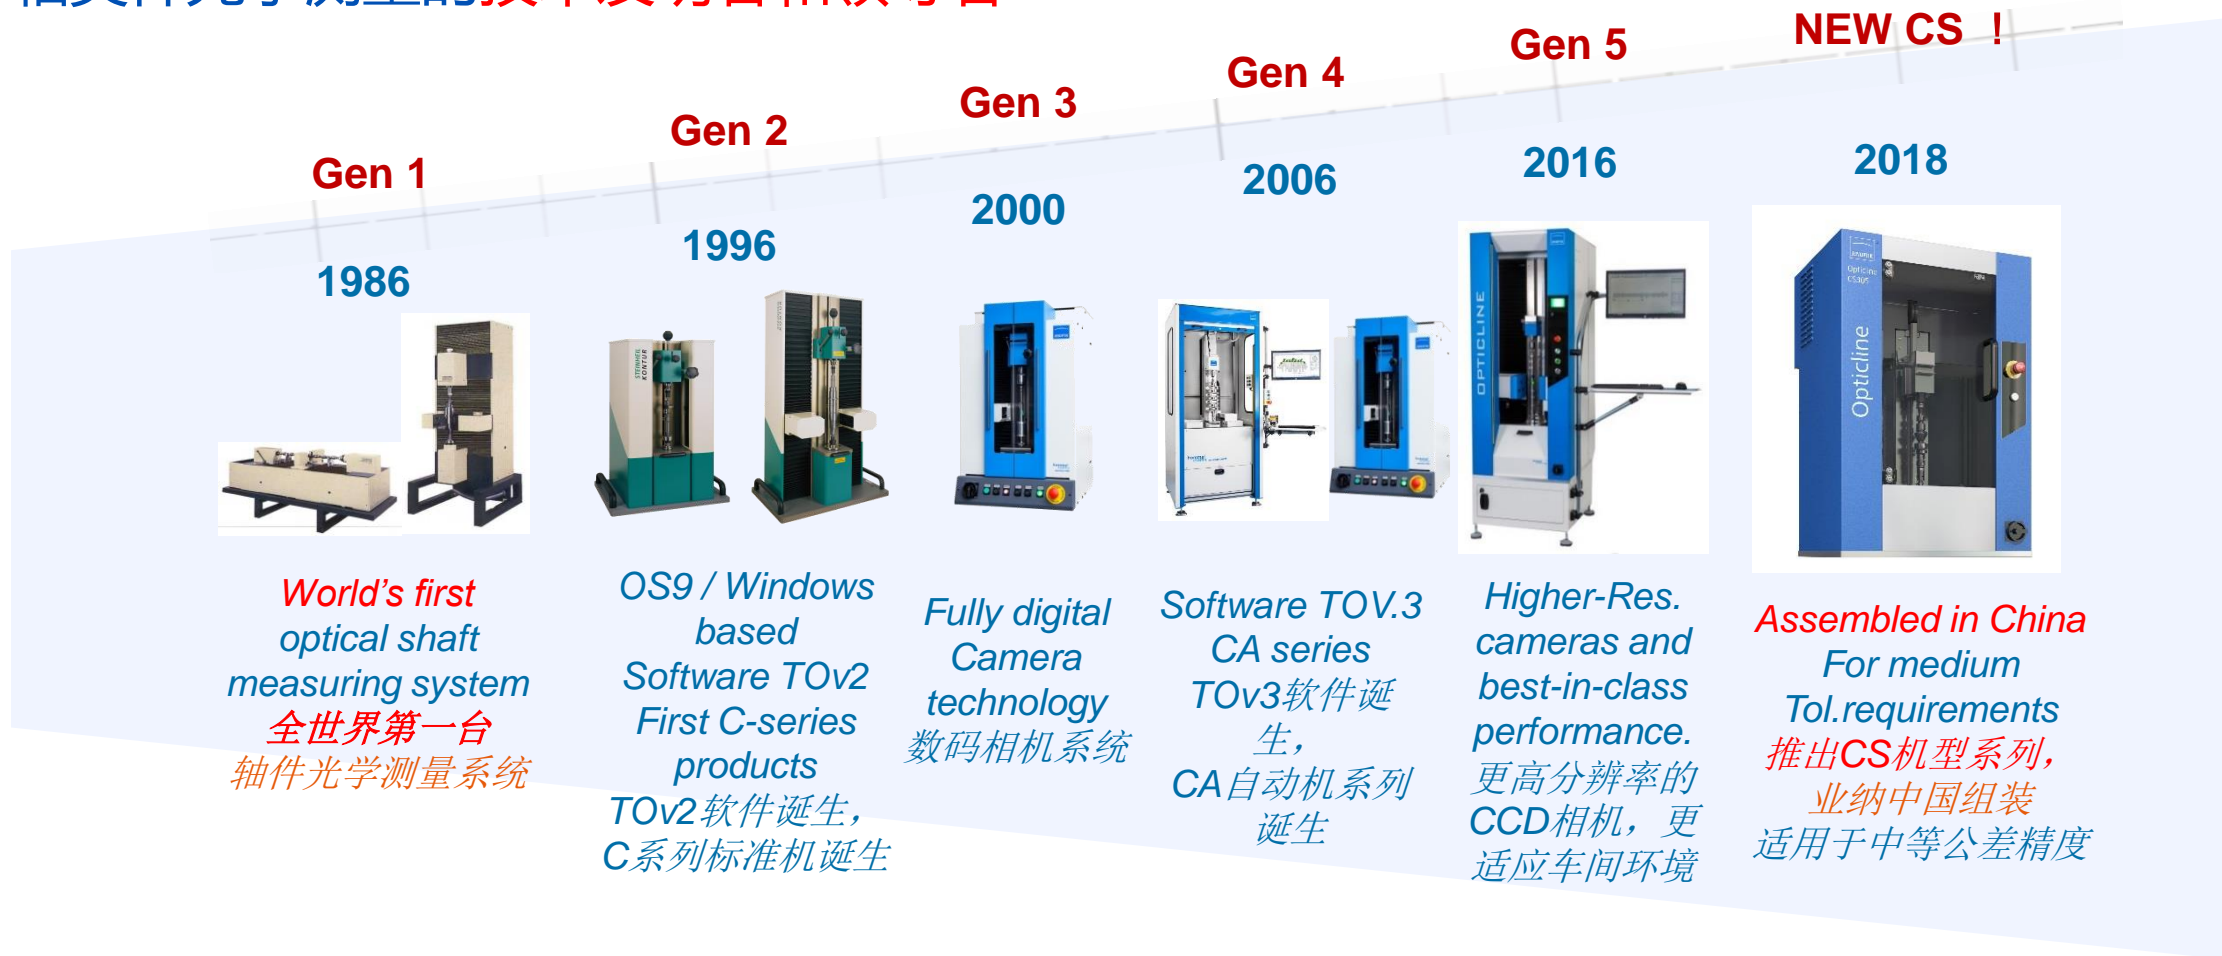 Gen 1
1986
World's first
optical shaft
measuring system
全世界第一台
轴件光学测量系统
Gen 2
1996
STEINHEIL
KONTUR
OS9 / Windows
based
Software TOv2
First C-series
products
TOv2软件诞生，
C系列标准机诞生
Gen 3
2000
Fully digital
Camera
technology
数码相机系统
Gen 4
2006
Software TOV.3
CA series
TOv3软件诞
生，
CA自动机系列
诞生
Gen 5
2016
OPTICLINE
Higher-Res.
cameras and
best-in-class
performance.
更高分辨率的
CCD相机，更
适应车间环境
NEW CS ！
2018
Opticline
CS305
Opticline
Assembled in China
For medium
Tol.requirements
推出CS机型系列，
业纳中国组装
适用于中等公差精度